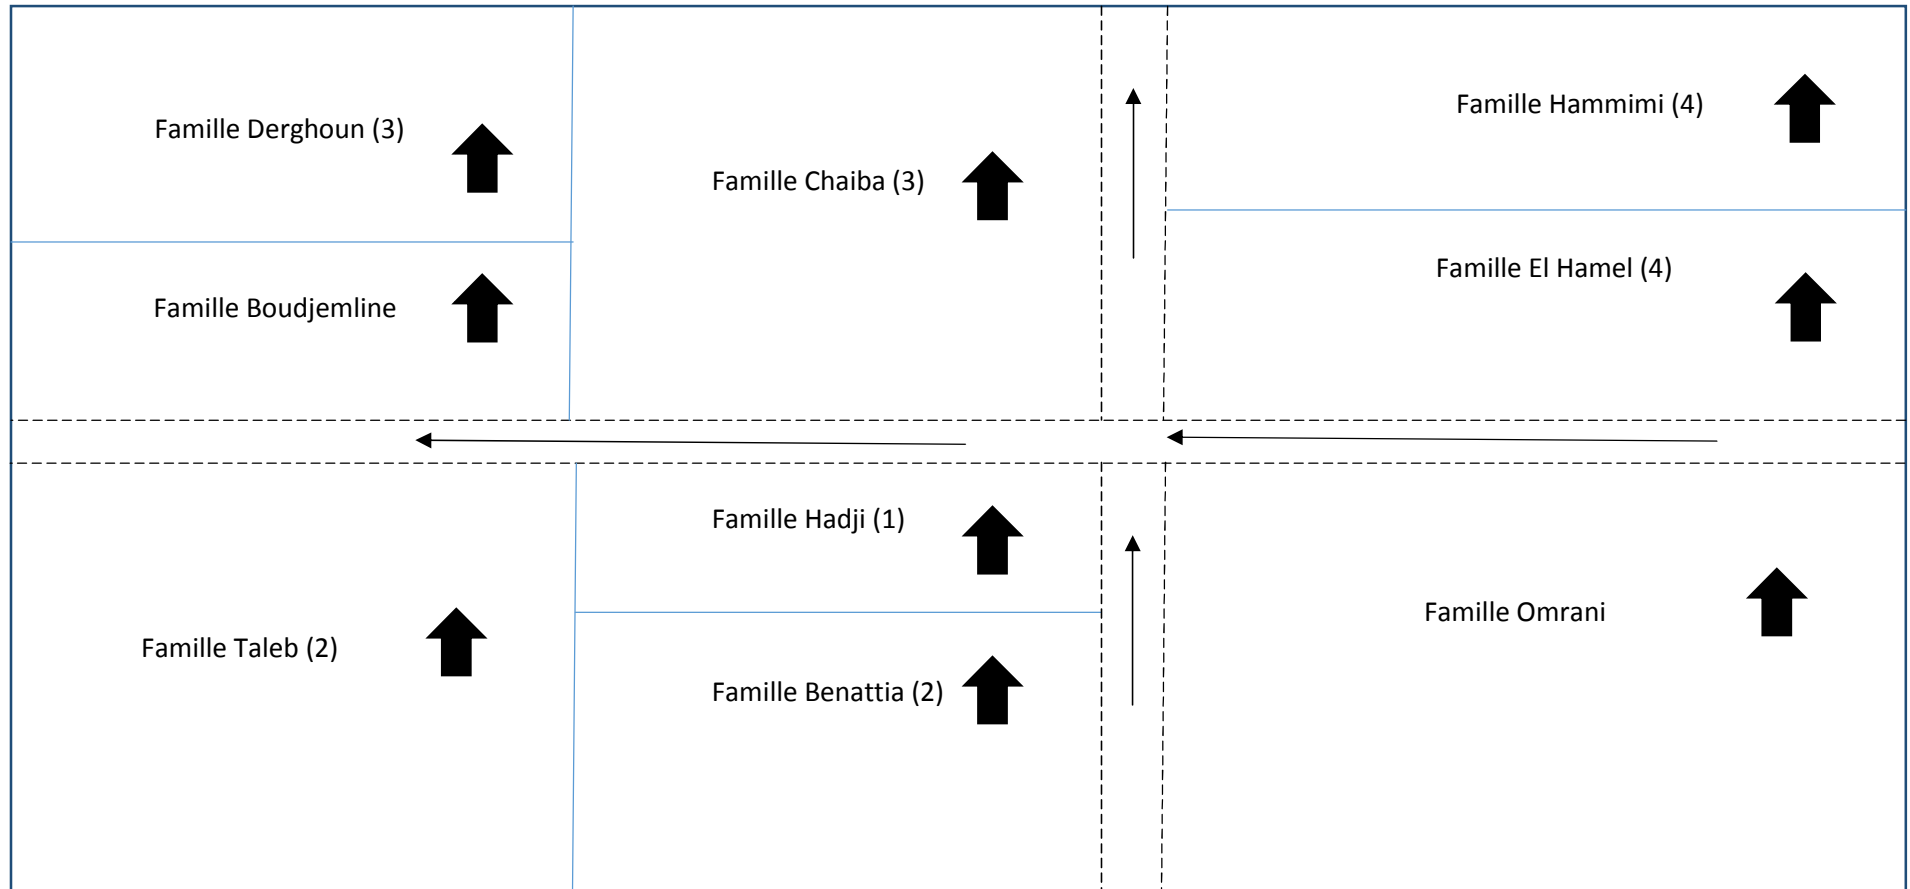 Famille Derghoun (3)
Famille Chaiba (3)
Famille Hammimi (4)
Famille Boudjemline
Famille El Hamel (4)
Famille Hadji (1)
Famille Taleb (2)
Famille Benattia (2)
Famille Omrani